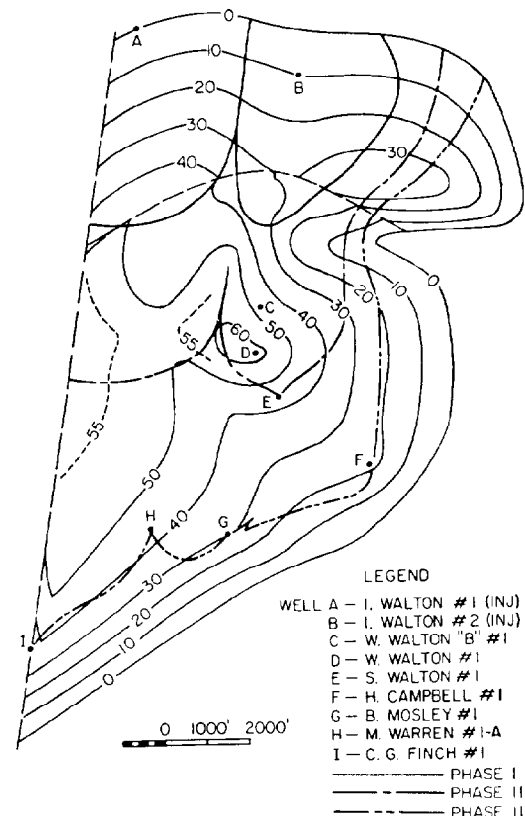 0
A
10
B
20
30
30
40
0
10
20
30
C
40
60
50
55
D
E
55
F
50
H
40
G
30
I
20
10
0
LEGEND
WELL A – I. WALTON #1 (INJ)
B – I. WALTON #2 (INJ)
C – W. WALTON "B" #1
D – W. WALTON #1
E – S. WALTON #1
F – H. CAMPBELL #1
G – B. MOSLEY #1
H – M. WARREN #1-A
I – C. G. FINCH #1
0 1000' 2000'
PHASE I
PHASE II
PHASE II